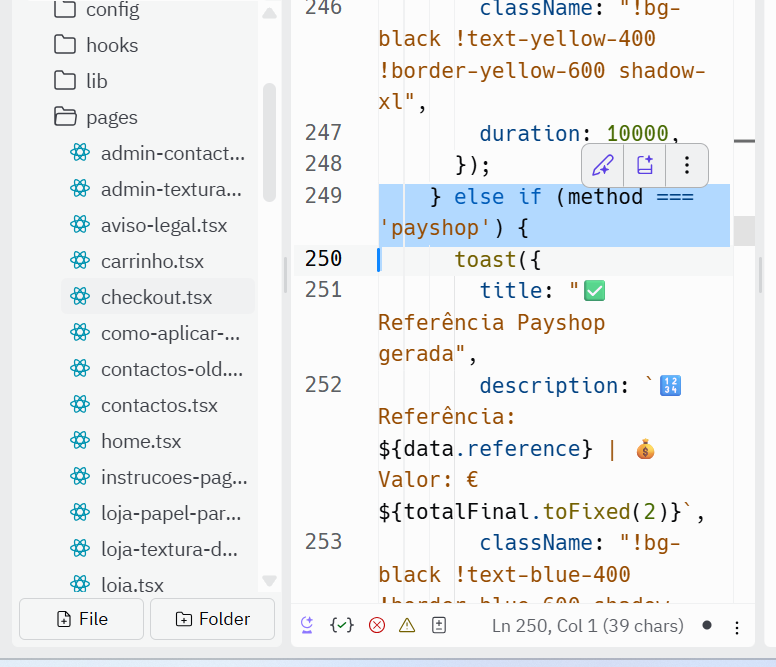 config
hooks
lib
pages
admin-contact...
admin-textura...
aviso-legal.tsx
carrinho.tsx
checkout.tsx
como-aplicar-...
contactos-old....
contactos.tsx
home.tsx
instrucoes-pag...
loja-papel-par...
loja-textura-d...
loja.tsx
File
Folder
246 className: "!bg-
black !text-yellow-400
!border-yellow-600 shadow-
xl",
247 duration: 10000,
248 });
249 } else if (method ===
'payshop') {
250 toast({
251 title: "✅
Referência Payshop
gerada",
252 description: `🔢
Referência:
${data.reference} | 💰
Valor: €
${totalFinal.toFixed(2)}`,
253 className: "!bg-
black !text-blue-400
!border-blue-600 shadow-
Ln 250, Col 1 (39 chars)